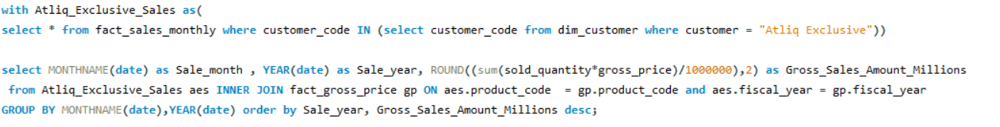 with Atliq_Exclusive_Sales as(
select * from fact_sales_monthly where customer_code IN (select customer_code from dim_customer where customer = "Atliq Exclusive"))
select MONTHNAME(date) as Sale_month , YEAR(date) as Sale_year, ROUND((sum(sold_quantity*gross_price)/1000000),2) as Gross_Sales_Amount_Millions
from Atliq_Exclusive_Sales aes INNER JOIN fact_gross_price gp ON aes.product_code  = gp.product_code and aes.fiscal_year = gp.fiscal_year
GROUP BY MONTHNAME(date),YEAR(date) order by Sale_year, Gross_Sales_Amount_Millions desc;